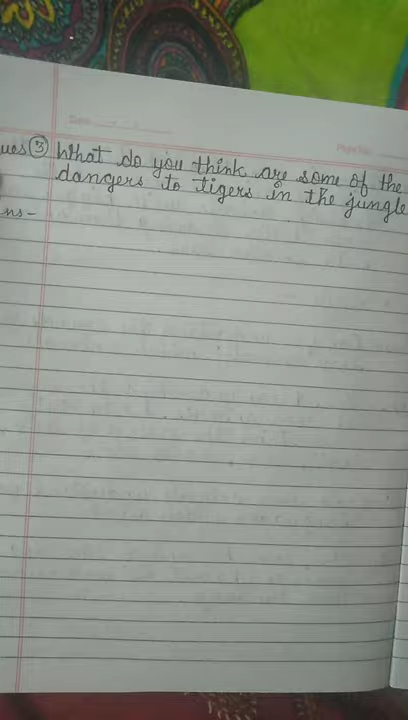 ues ③ What do you think are some of the
dangers to tigers in the jungle
ns-